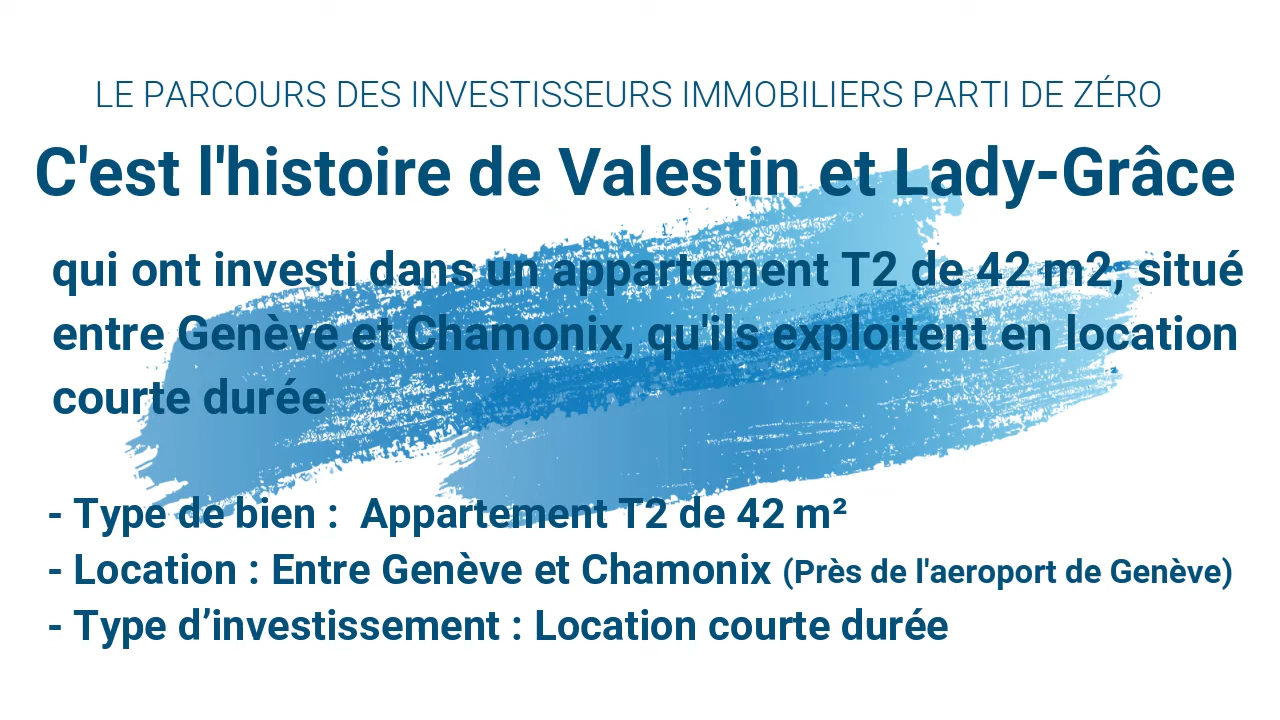 LE PARCOURS DES INVESTISSEURS IMMOBILIERS PARTI DE ZÉRO
C'est l'histoire de Valestin et Lady-Grâce
qui ont investi dans un appartement T2 de 42 m2, situé
entre Genève et Chamonix, qu'ils exploitent en location
courte durée
- Type de bien : Appartement T2 de 42 m²
- Location : Entre Genève et Chamonix (Près de l'aeroport de Genève)
- Type d’investissement : Location courte durée